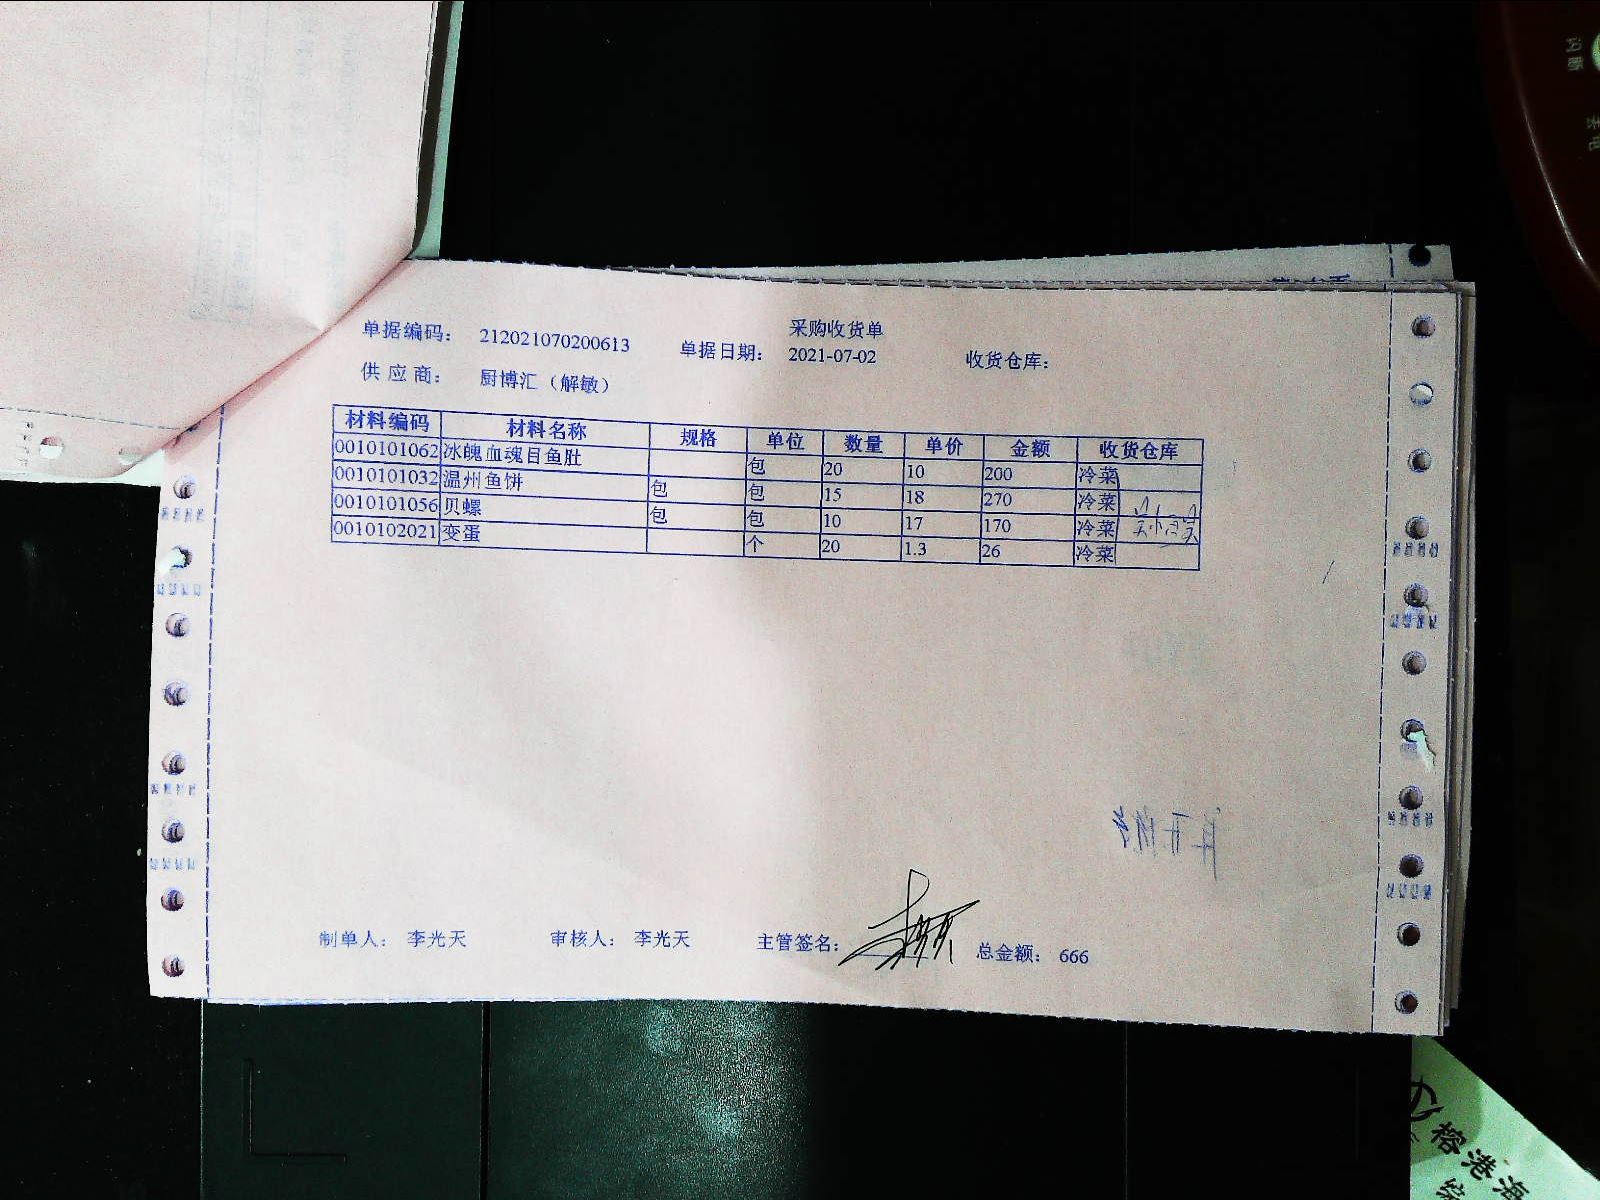 采购收货单
单据编码： 212021070200613 单据日期： 2021-07-02 收货仓库：
供 应 商： 厨博汇（解敏）
材料编码 材料名称 规格 单位 数量 单价 金额 收货仓库
0010101062 冰魄血魂目鱼肚 包 20 10 200 冷菜
0010101032 温州鱼饼 包 包 15 18 270 冷菜
0010101056 贝螺 包 包 10 17 170 冷菜
0010102021 变蛋 个 20 1.3 26 冷菜
制单人： 李光天 审核人： 李光天 主管签名： 总金额： 666
榕港海